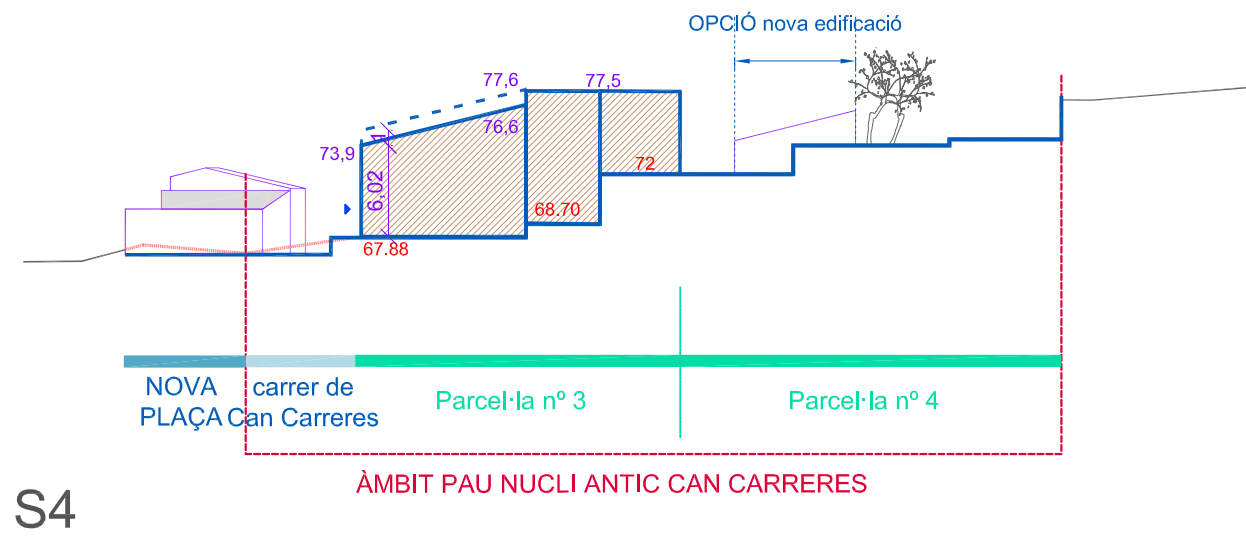 OPCIÓ nova edificació
77,6
77,5
76,6
73,9
1
6,02
72
68.70
67.88
NOVA PLAÇA
carrer de Can Carreres
Parcel·la nº 3
Parcel·la nº 4
ÀMBIT PAU NUCLI ANTIC CAN CARRERES
S4